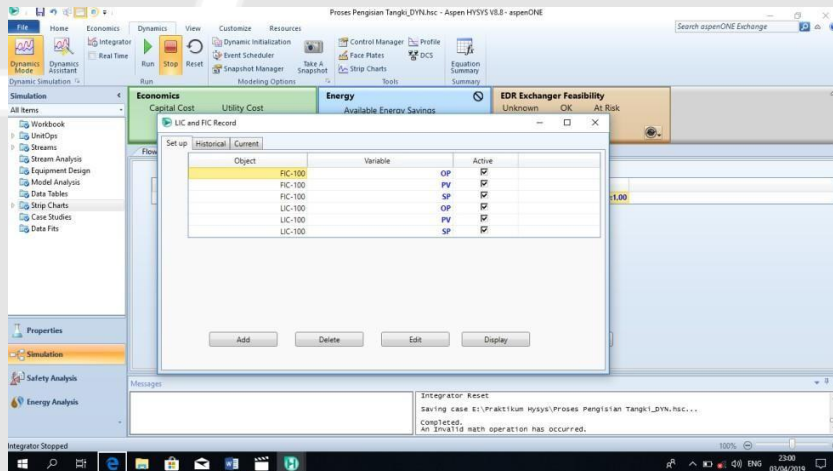 Proses Pengisian Tangki_DYN.hsc - Aspen HYSYS V8.8 - aspenONE
File Home Economics Dynamics View Customize Resources
Search aspenONE Exchange
Dynamics Mode
Dynamics Assistant
Integrator
Real Time
Dynamic Simulation
Run Stop Reset
Run
Dynamic Initialization
Event Scheduler
Snapshot Manager
Take A Snapshot
Modeling Options
Control Manager Profile
Face Plates DCS
Strip Charts
Tools
Equation Summary
Summary
Simulation
All Items
Workbook
UnitOps
Streams
Stream Analysis
Equipment Design
Model Analysis
Data Tables
Strip Charts
Case Studies
Data Fits
Properties
Simulation
Safety Analysis
Energy Analysis
Economics
Capital Cost Utility Cost
Energy
Available Energy Savings
EDR Exchanger Feasibility
Unknown OK At Risk
Flow
LIC and FIC Record
Set up Historical Current
Object Variable Active
FIC-100 OP
FIC-100 PV
FIC-100 SP
LIC-100 OP
LIC-100 PV
LIC-100 SP
Add Delete Edit Display
Messages
Integrator Reset
Saving case E:\Praktikum Hysys\Proses Pengisian Tangki_DYN.hsc...
Completed.
An Invalid math operation has occurred.
Integrator Stopped
100%
ENG
23:00
03/04/2019